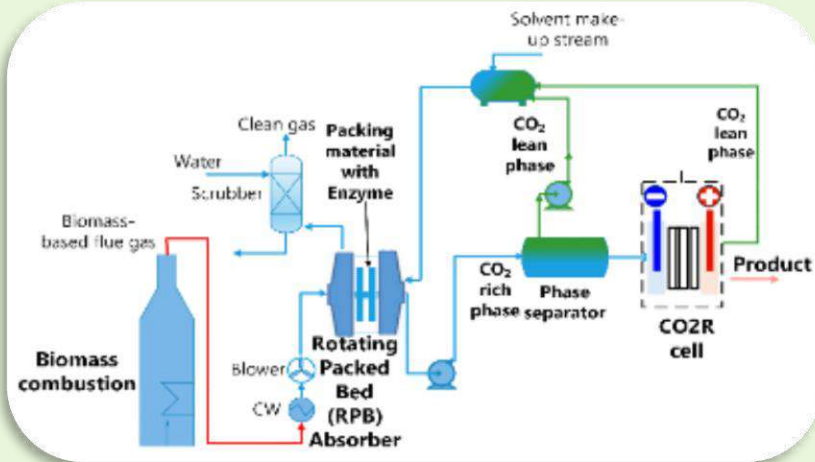 Solvent make-
up stream
Clean gas
Packing
material
with
Enzyme
Water
Scrubber
Biomass-
based flue gas
CO₂
lean
phase
CO₂
lean
phase
Biomass
combustion
Blower
CW
Rotating
Packed
Bed
(RPB)
Absorber
CO₂
rich
phase
Phase
separator
Product
CO2R
cell